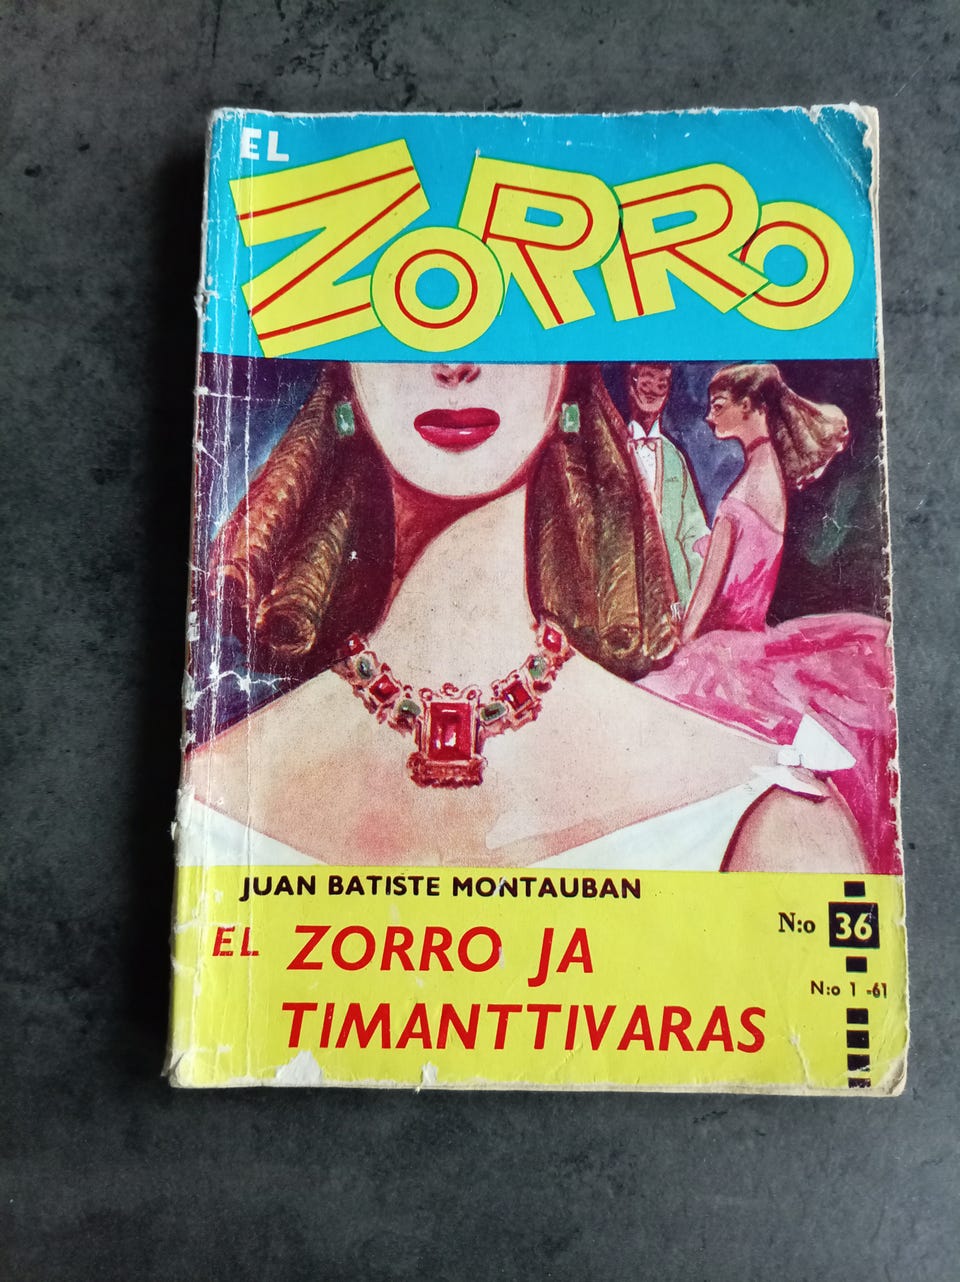 EL
ZORRO
JUAN BATISTE MONTAUBAN
EL ZORRO JA
TIMANTTIVARAS
N:o 36
N:o 1 -61